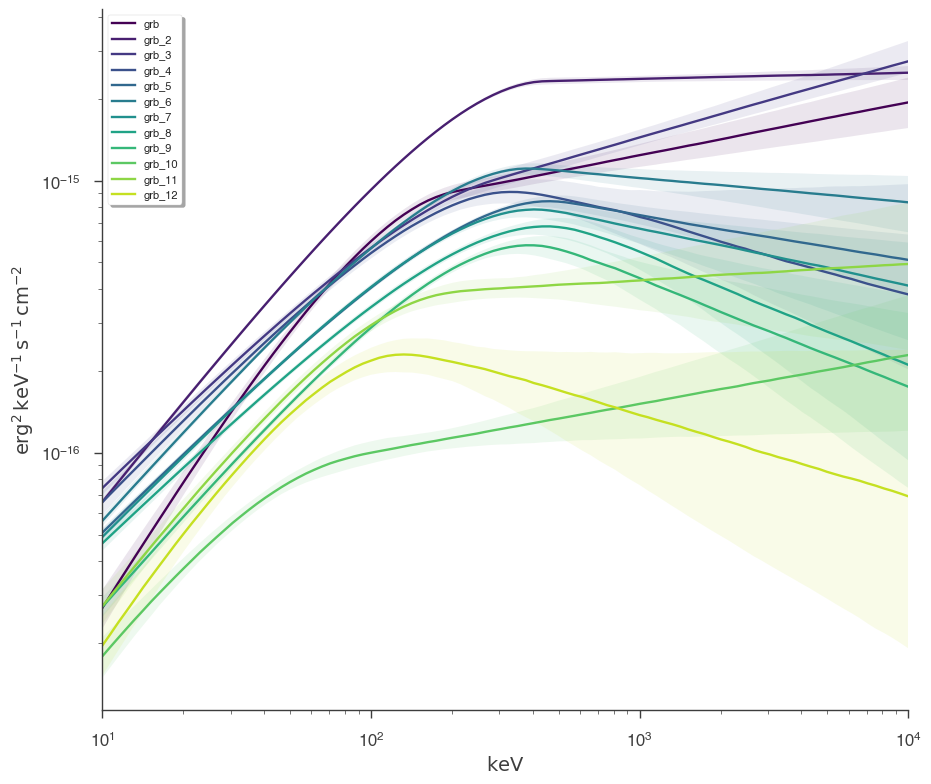 grb
grb_2
grb_3
grb_4
grb_5
grb_6
grb_7
grb_8
grb_9
grb_10
grb_11
grb_12
10⁻¹⁵
10⁻¹⁶
erg² keV⁻¹ s⁻¹ cm⁻²
10¹ 10² 10³ 10⁴
keV